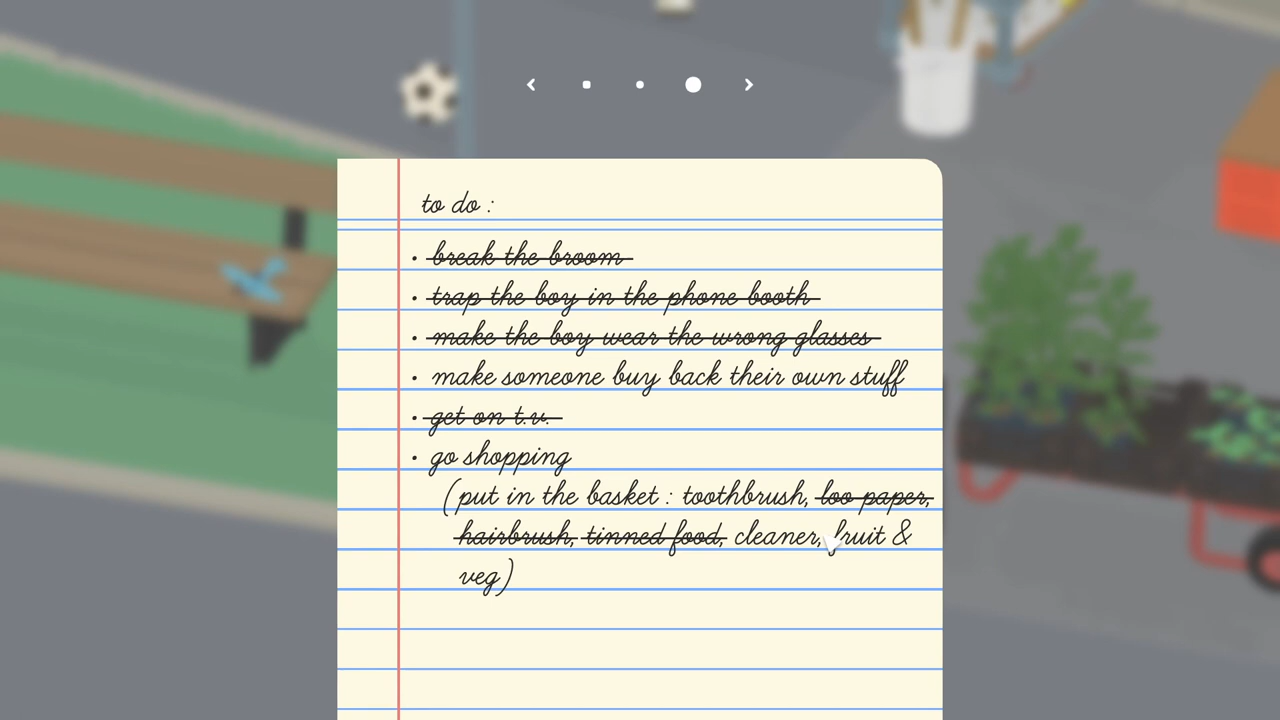 to do :
• break the broom
• trap the boy in the phone booth
• make the boy wear the wrong glasses
• make someone buy back their own stuff
• get on t.v.
• go shopping
(put in the basket : toothbrush, loo paper,
hairbrush, tinned food, cleaner, fruit &
veg)